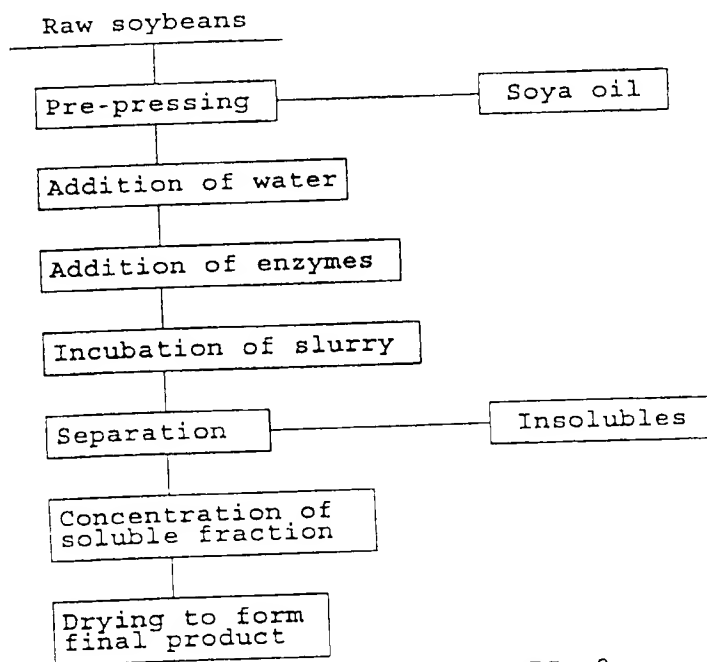 Raw soybeans
Pre-pressing
Soya oil
Addition of water
Addition of enzymes
Incubation of slurry
Separation
Insolubles
Concentration of
soluble fraction
Drying to form
final product